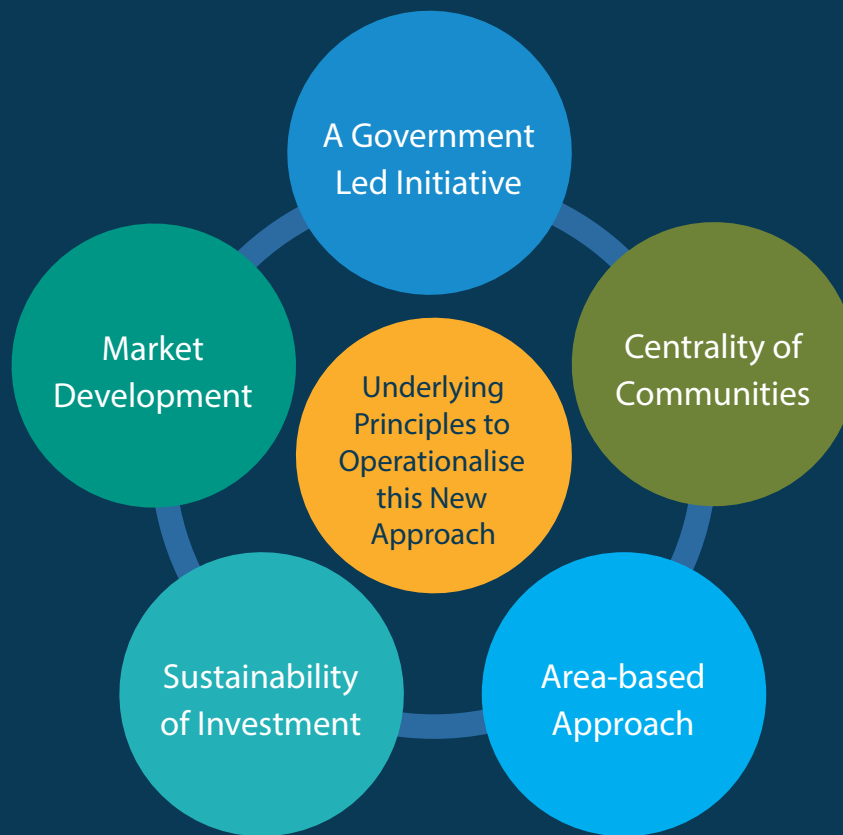 A Government
Led Initiative
Centrality of
Communities
Area-based
Approach
Sustainability
of Investment
Market
Development
Underlying
Principles to
Operationalise
this New
Approach